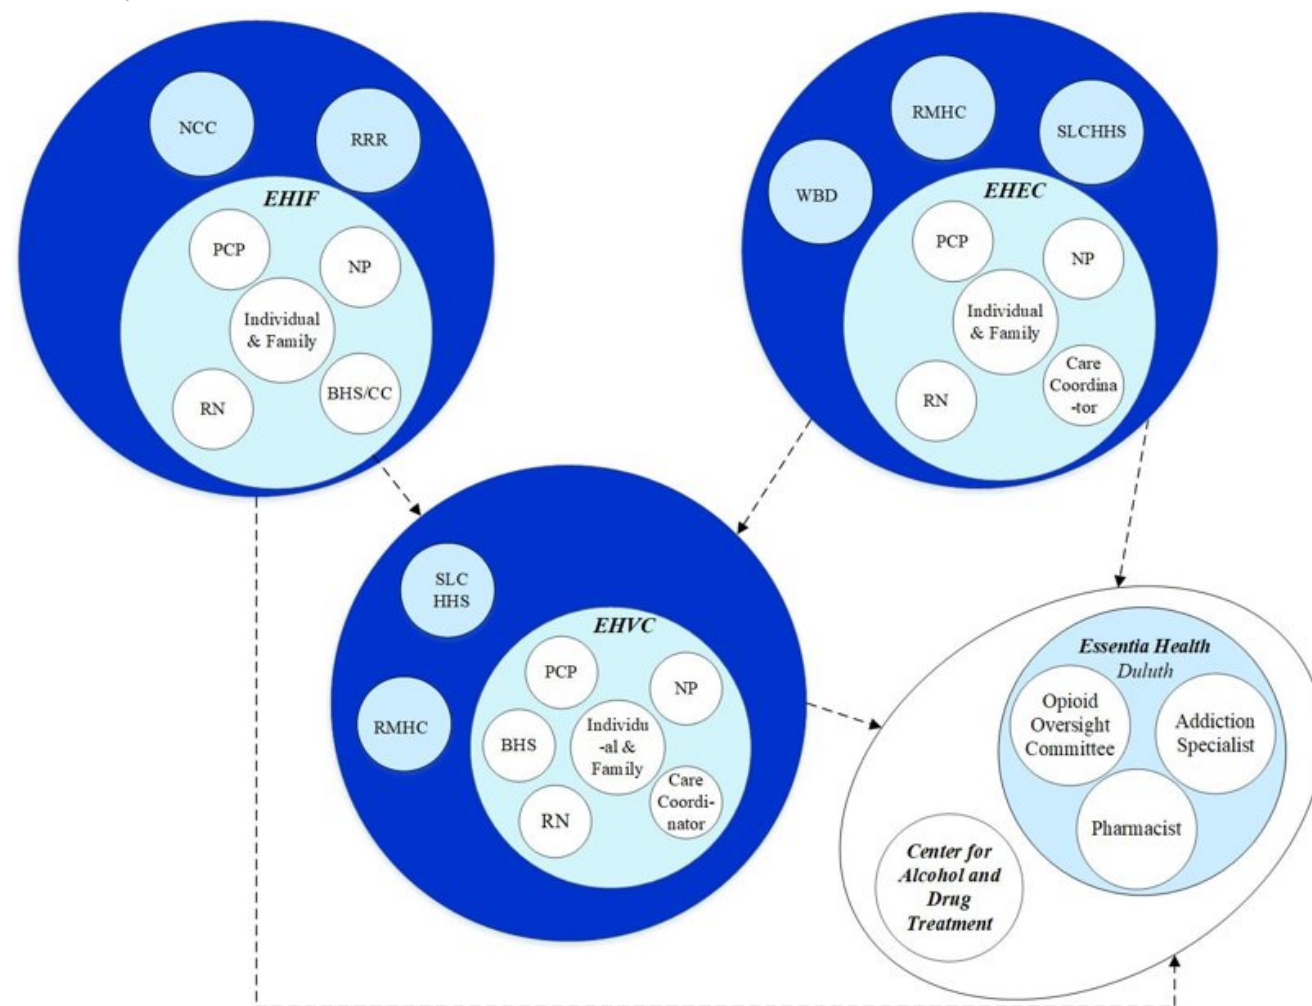 NCC
RRR
EHIF
PCP
NP
Individual
& Family
RN
BHS/CC
RMHC
SLCHHS
WBD
EHEC
PCP
NP
Individual
& Family
RN
Care
Coordina
-tor
SLC
HHS
RMHC
EHVC
PCP
NP
BHS
Individu
-al &
Family
RN
Care
Coordi-
nator
Essentia Health
Duluth
Opioid
Oversight
Committee
Addiction
Specialist
Pharmacist
Center for
Alcohol and
Drug
Treatment